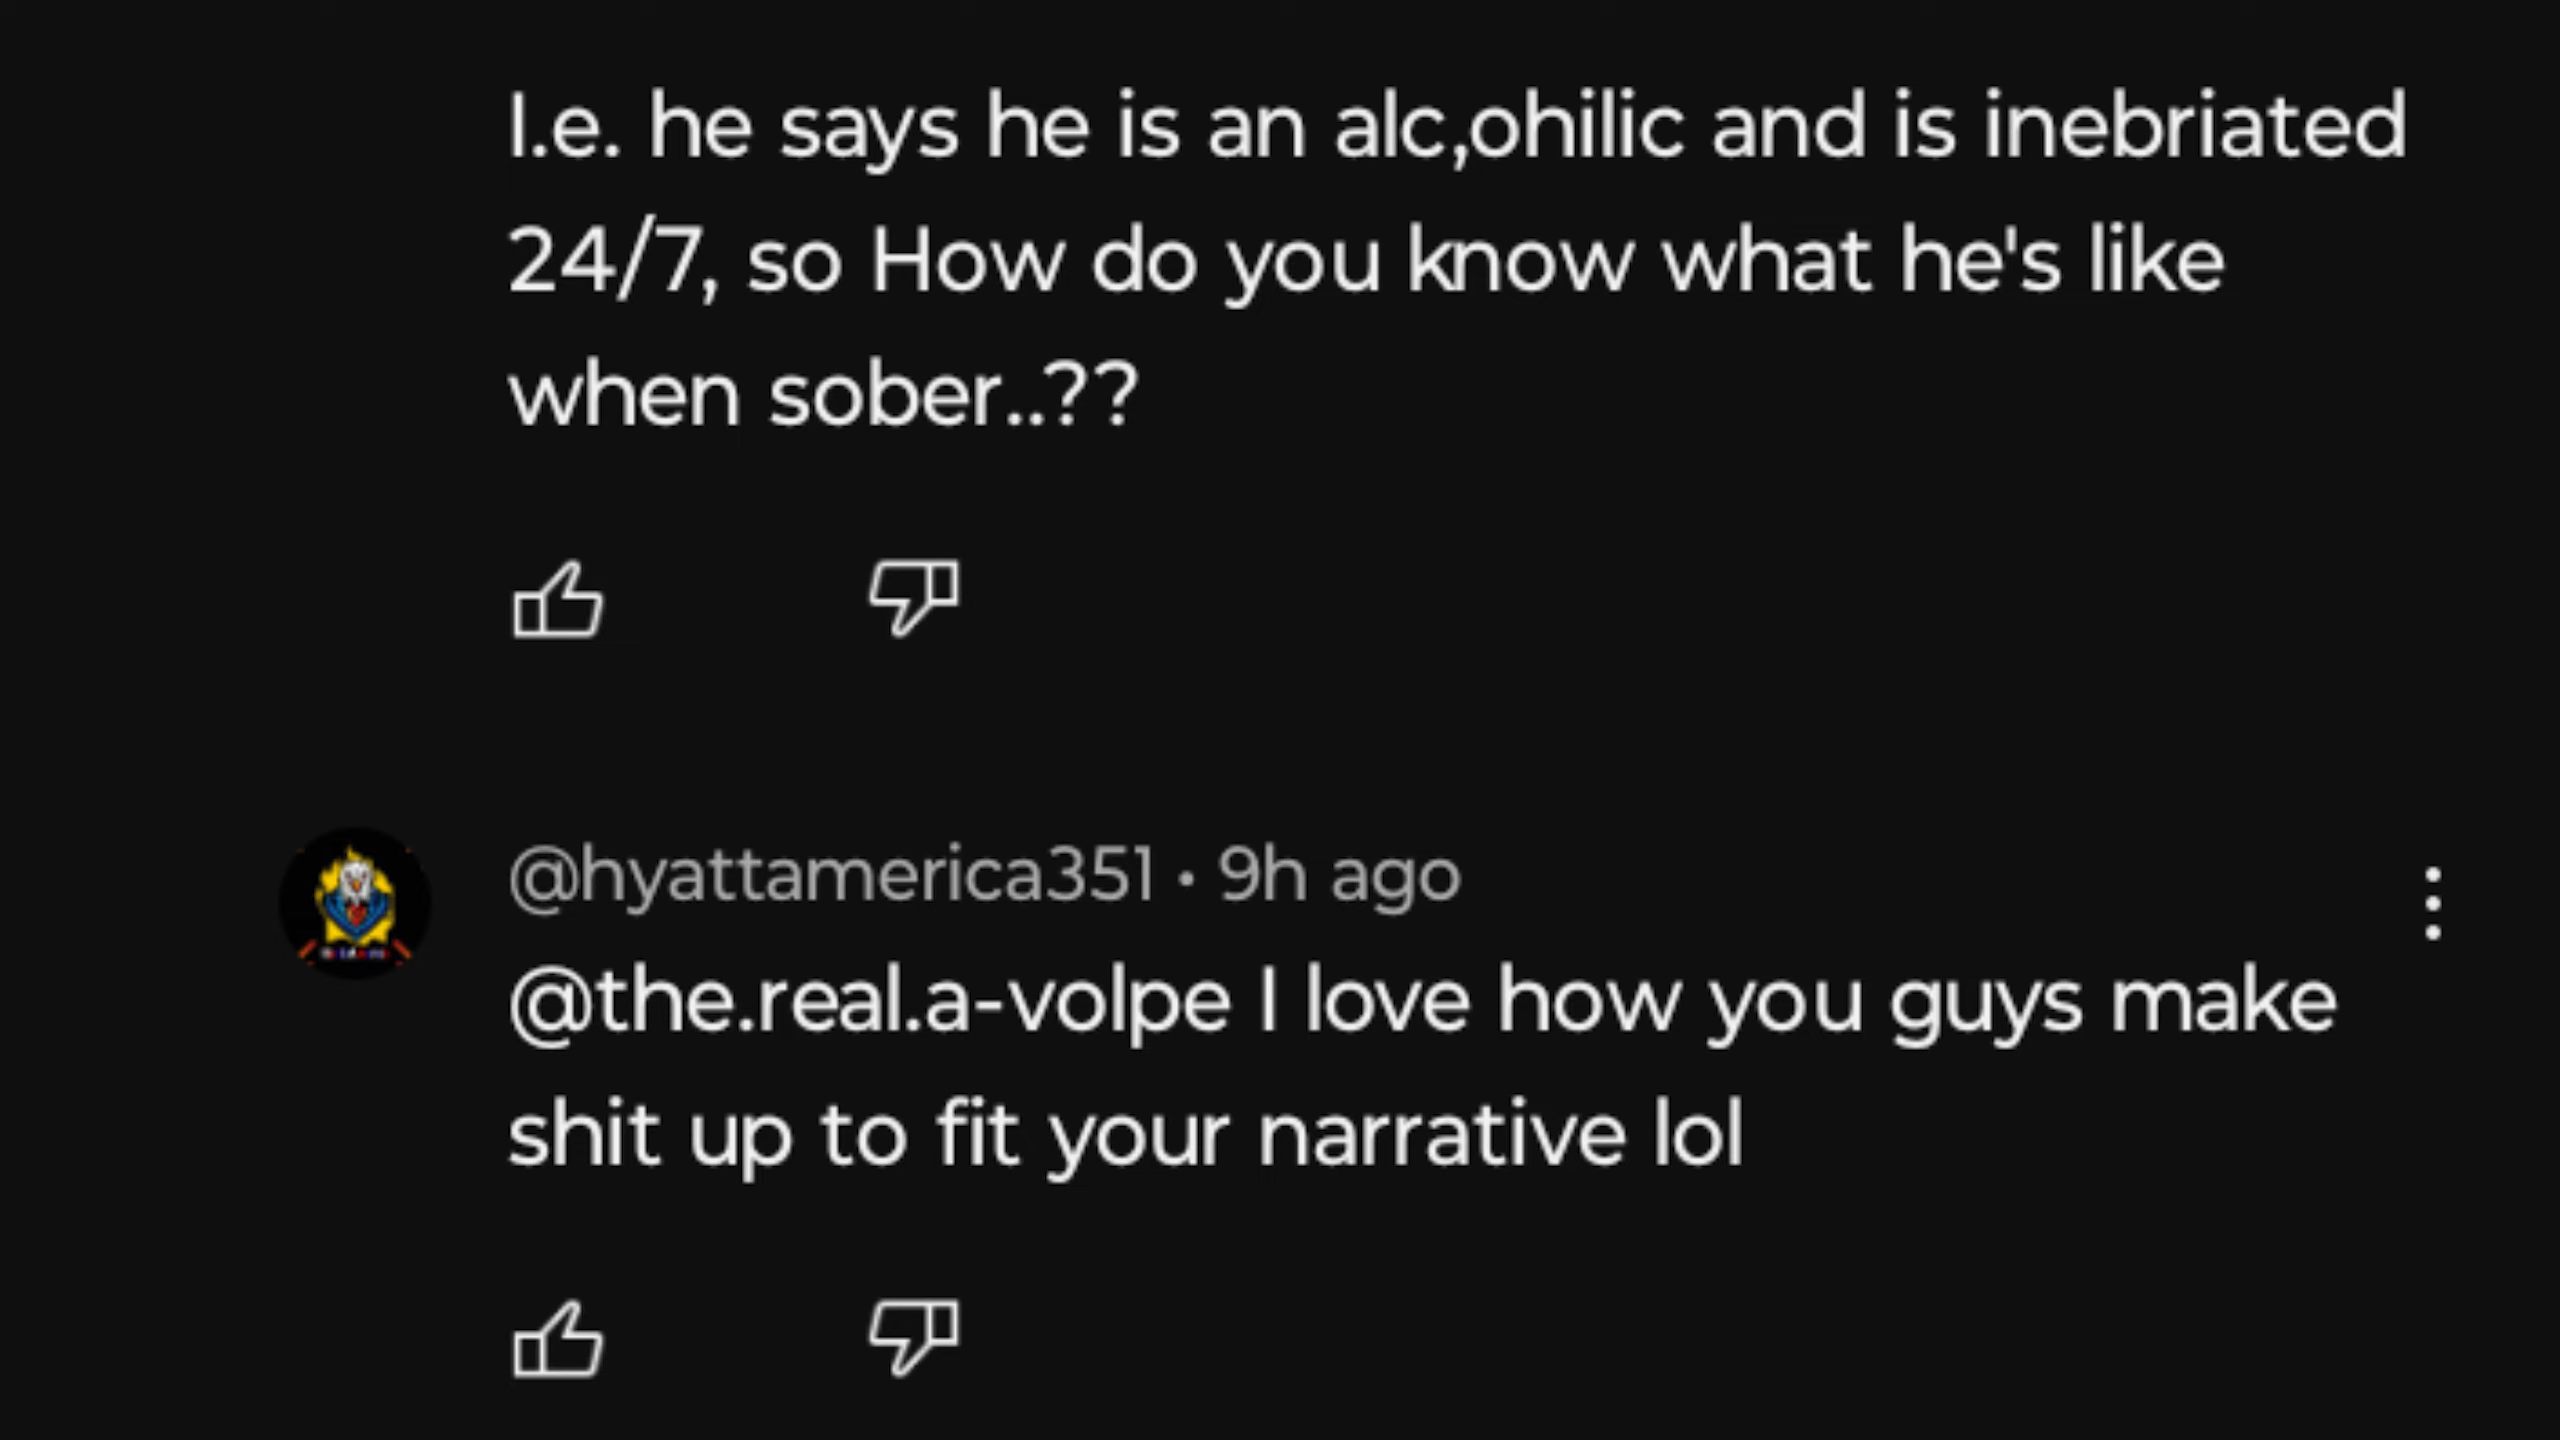 I.e. he says he is an alc,ohilic and is inebriated
24/7, so How do you know what he's like
when sober..??
@hyattamerica351 • 9h ago
@the.real.a-volpe I love how you guys make
shit up to fit your narrative lol